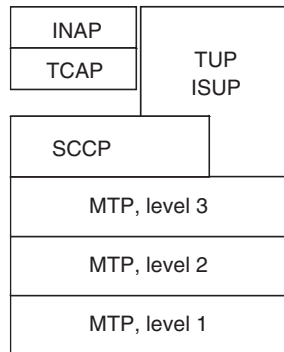 INAP
TCAP
TUP
ISUP
SCCP
MTP, level 3
MTP, level 2
MTP, level 1